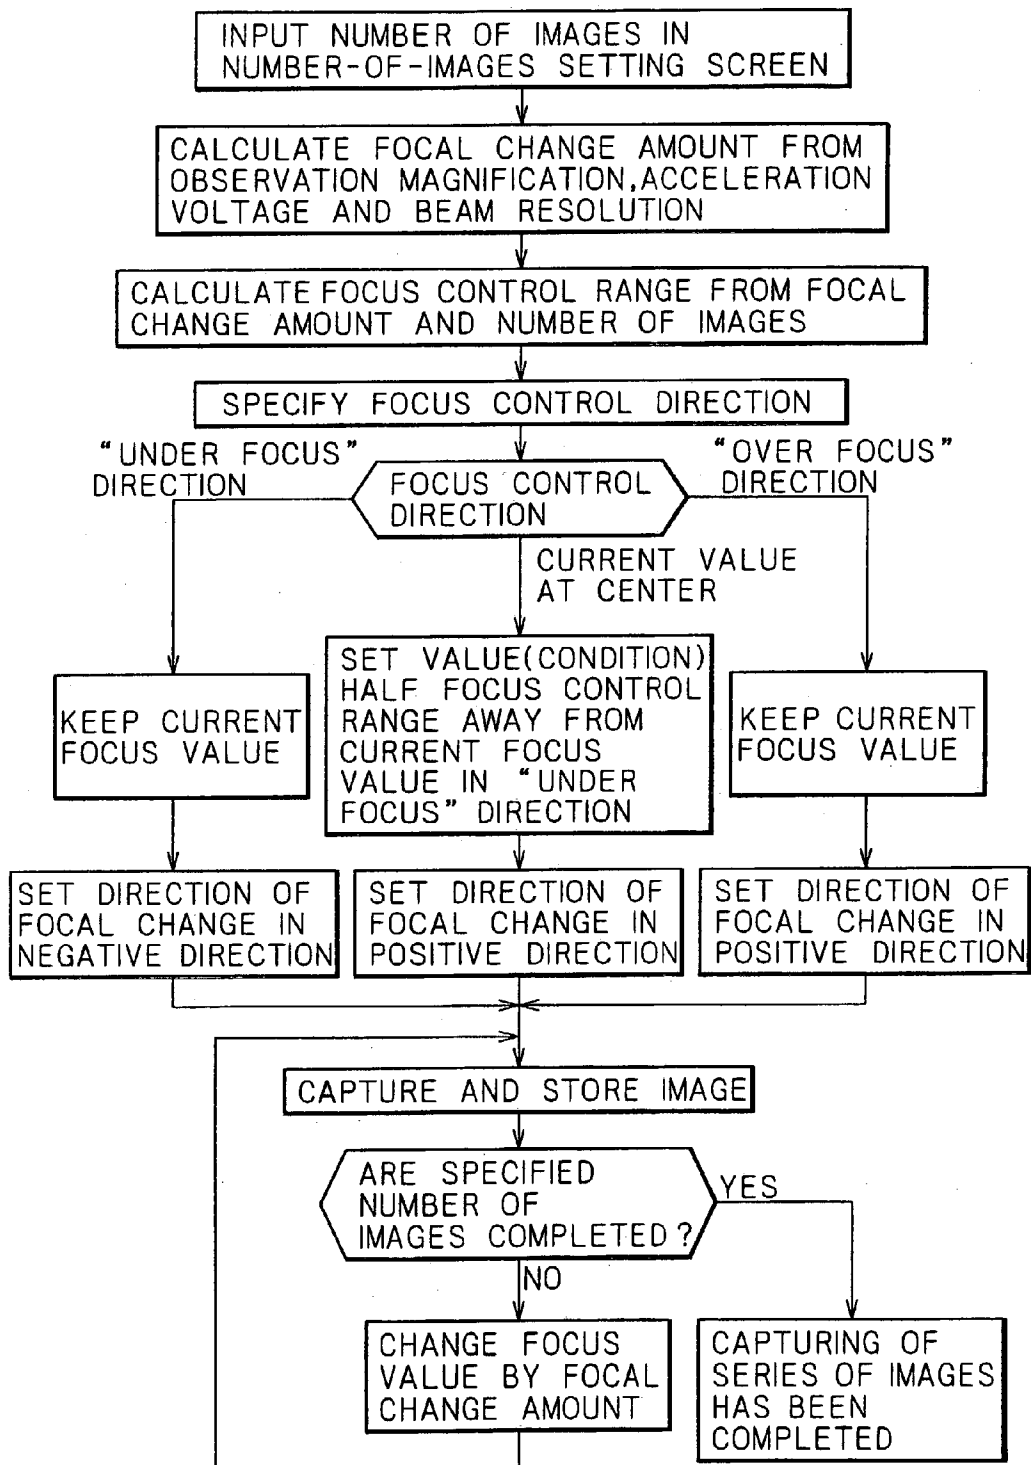 INPUT NUMBER OF IMAGES IN
NUMBER-OF-IMAGES SETTING SCREEN
CALCULATE FOCAL CHANGE AMOUNT FROM
OBSERVATION MAGNIFICATION,ACCELERATION
VOLTAGE AND BEAM RESOLUTION
CALCULATE FOCUS CONTROL RANGE FROM FOCAL
CHANGE AMOUNT AND NUMBER OF IMAGES
SPECIFY FOCUS CONTROL DIRECTION
“UNDER FOCUS”
DIRECTION
FOCUS CONTROL
DIRECTION
“OVER FOCUS”
DIRECTION
CURRENT VALUE
AT CENTER
KEEP CURRENT
FOCUS VALUE
SET VALUE(CONDITION)
HALF FOCUS CONTROL
RANGE AWAY FROM
CURRENT FOCUS
VALUE IN “UNDER
FOCUS” DIRECTION
KEEP CURRENT
FOCUS VALUE
SET DIRECTION OF
FOCAL CHANGE IN
NEGATIVE DIRECTION
SET DIRECTION OF
FOCAL CHANGE IN
POSITIVE DIRECTION
SET DIRECTION OF
FOCAL CHANGE IN
POSITIVE DIRECTION
CAPTURE AND STORE IMAGE
ARE SPECIFIED
NUMBER OF
IMAGES COMPLETED?
YES
NO
CHANGE FOCUS
VALUE BY FOCAL
CHANGE AMOUNT
CAPTURING OF
SERIES OF IMAGES
HAS BEEN
COMPLETED